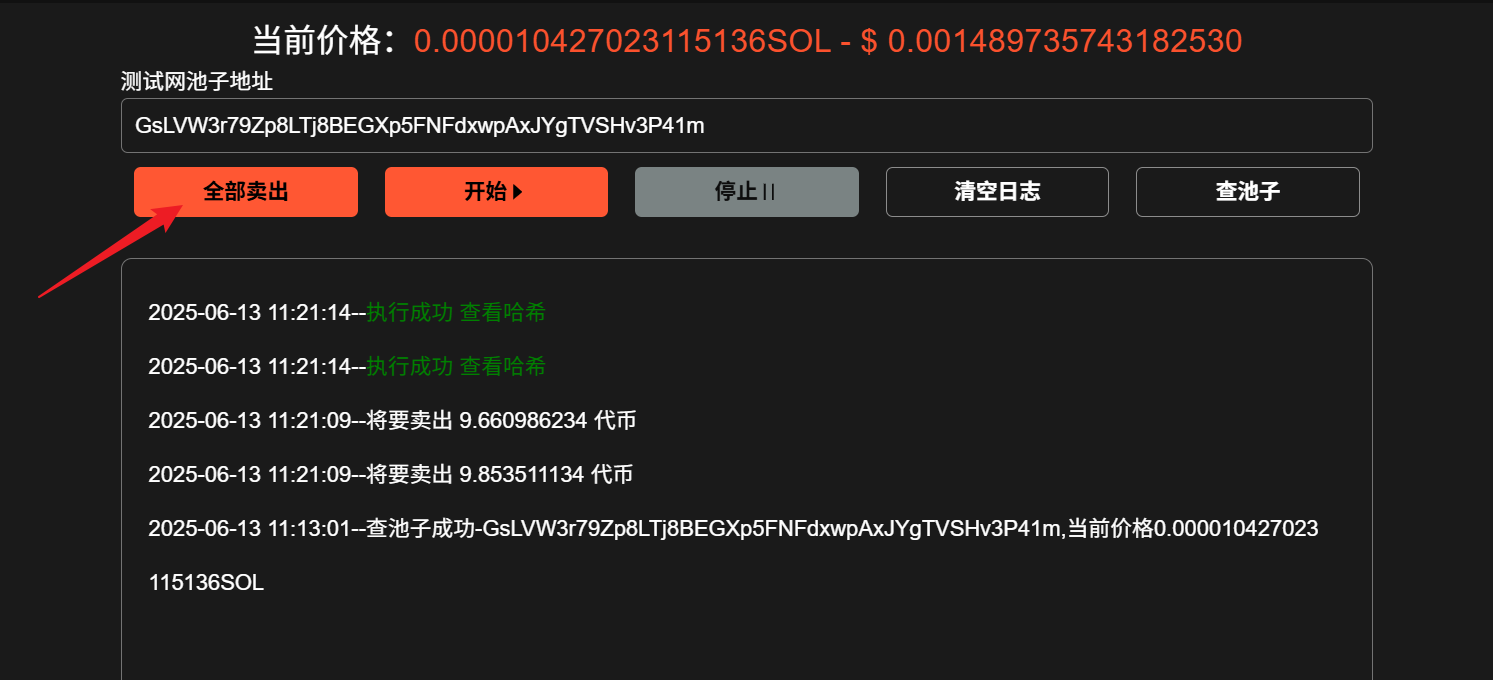 当前价格：0.000010427023115136SOL - $ 0.001489735743182530
测试网池子地址
GsLVW3r79Zp8LTj8BEGXp5FNFdxwpAxJYgTVSHv3P41m
全部卖出 开始 停止 清空日志 查池子
2025-06-13 11:21:14--执行成功 查看哈希
2025-06-13 11:21:14--执行成功 查看哈希
2025-06-13 11:21:09--将要卖出 9.660986234 代币
2025-06-13 11:21:09--将要卖出 9.853511134 代币
2025-06-13 11:13:01--查池子成功-GsLVW3r79Zp8LTj8BEGXp5FNFdxwpAxJYgTVSHv3P41m,当前价格0.000010427023
115136SOL